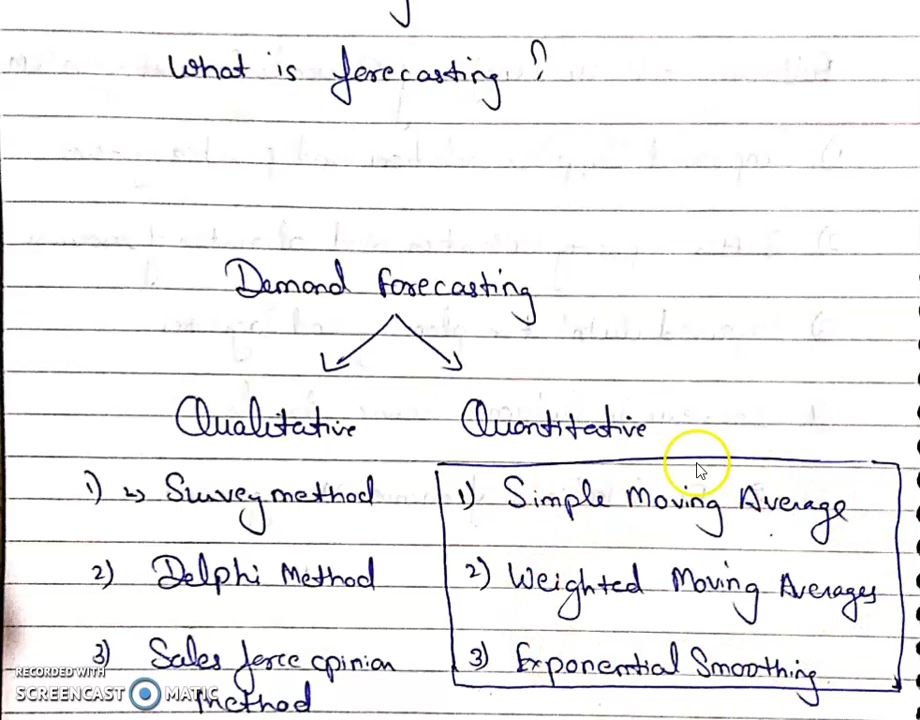 What is forecasting?
Demand forecasting
Qualitative Quantitative
1) Survey method 1) Simple Moving Average
2) Delphi Method 2) Weighted Moving Averages
3) Sales force opinion method 3) Exponential Smoothing
RECORDED WITH
SCREENCAST MATIC